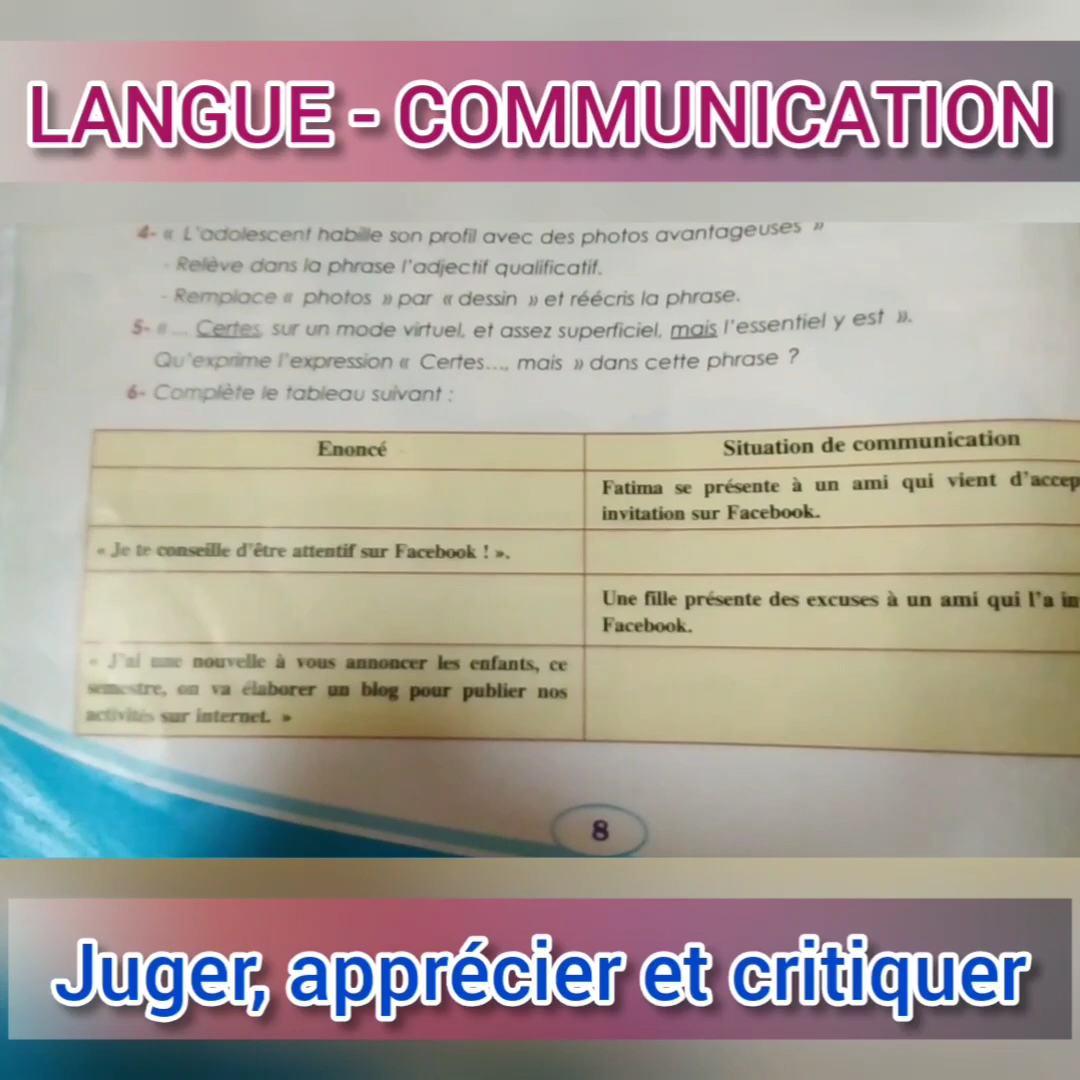 LANGUE - COMMUNICATION
4- « L'adolescent habille son profil avec des photos avantageuses »
- Relève dans la phrase l'adjectif qualificatif.
- Remplace « photos » par « dessin » et réécris la phrase.
5- « ... Certes, sur un mode virtuel, et assez superficiel, mais l'essentiel y est ».
Qu'exprime l'expression « Certes..., mais » dans cette phrase ?
6- Complète le tableau suivant :
Enoncé
Situation de communication
Fatima se présente à un ami qui vient d'accep
invitation sur Facebook.
« Je te conseille d'être attentif sur Facebook ! ».
Une fille présente des excuses à un ami qui l'a in
Facebook.
« J'ai une nouvelle à vous annoncer les enfants, ce
semestre, on va élaborer un blog pour publier nos
activités sur internet. »
8
Juger, apprécier et critiquer